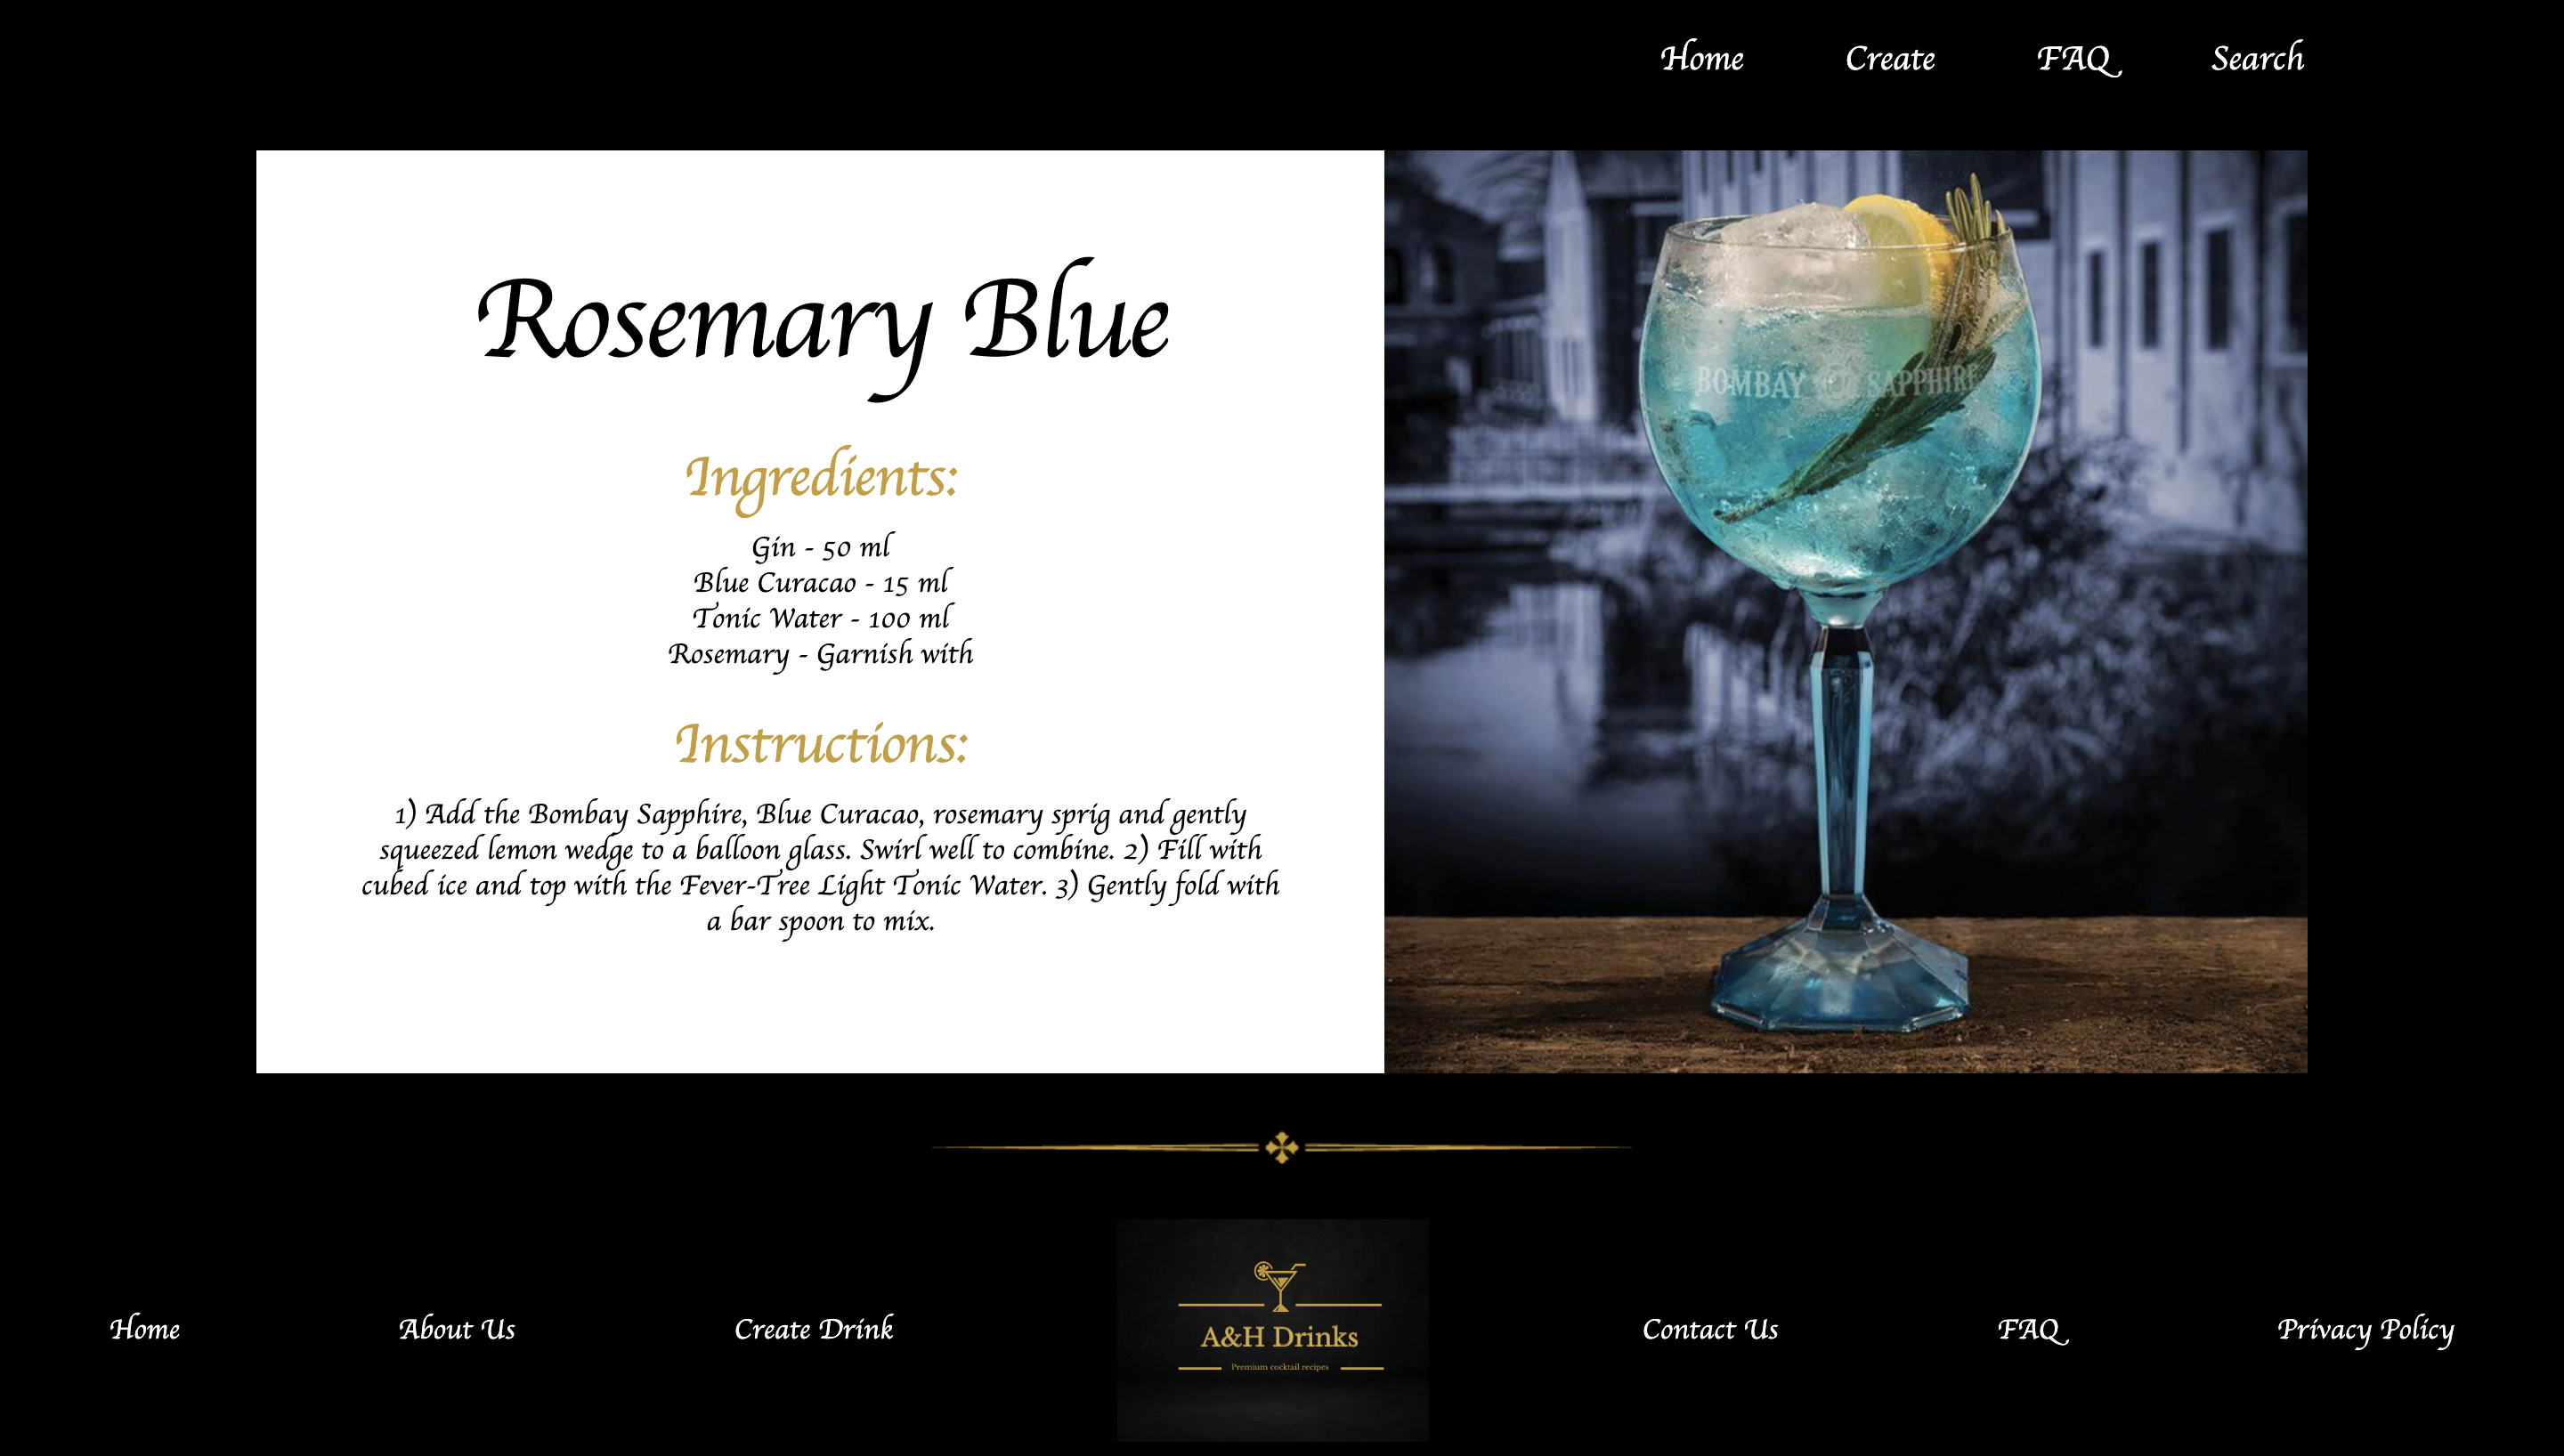 Home Create FAQ Search
Rosemary Blue
Ingredients:
Gin - 50 ml
Blue Curacao - 15 ml
Tonic Water - 100 ml
Rosemary - Garnish with
Instructions:
1) Add the Bombay Sapphire, Blue Curacao, rosemary sprig and gently
squeezed lemon wedge to a balloon glass. Swirl well to combine. 2) Fill with
cubed ice and top with the Fever-Tree Light Tonic Water. 3) Gently fold with
a bar spoon to mix.
BOMBAY SAPPHIRE
Home About Us Create Drink
A&H Drinks
Premium cocktail recipes
Contact Us FAQ Privacy Policy